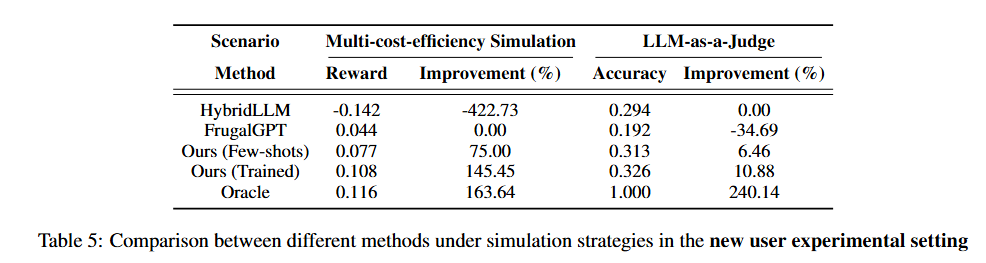 Scenario Multi-cost-efficiency Simulation LLM-as-a-Judge
Method Reward Improvement (%) Accuracy Improvement (%)
HybridLLM -0.142 -422.73 0.294 0.00
FrugalGPT 0.044 0.00 0.192 -34.69
Ours (Few-shots) 0.077 75.00 0.313 6.46
Ours (Trained) 0.108 145.45 0.326 10.88
Oracle 0.116 163.64 1.000 240.14
Table 5: Comparison between different methods under simulation strategies in the new user experimental setting